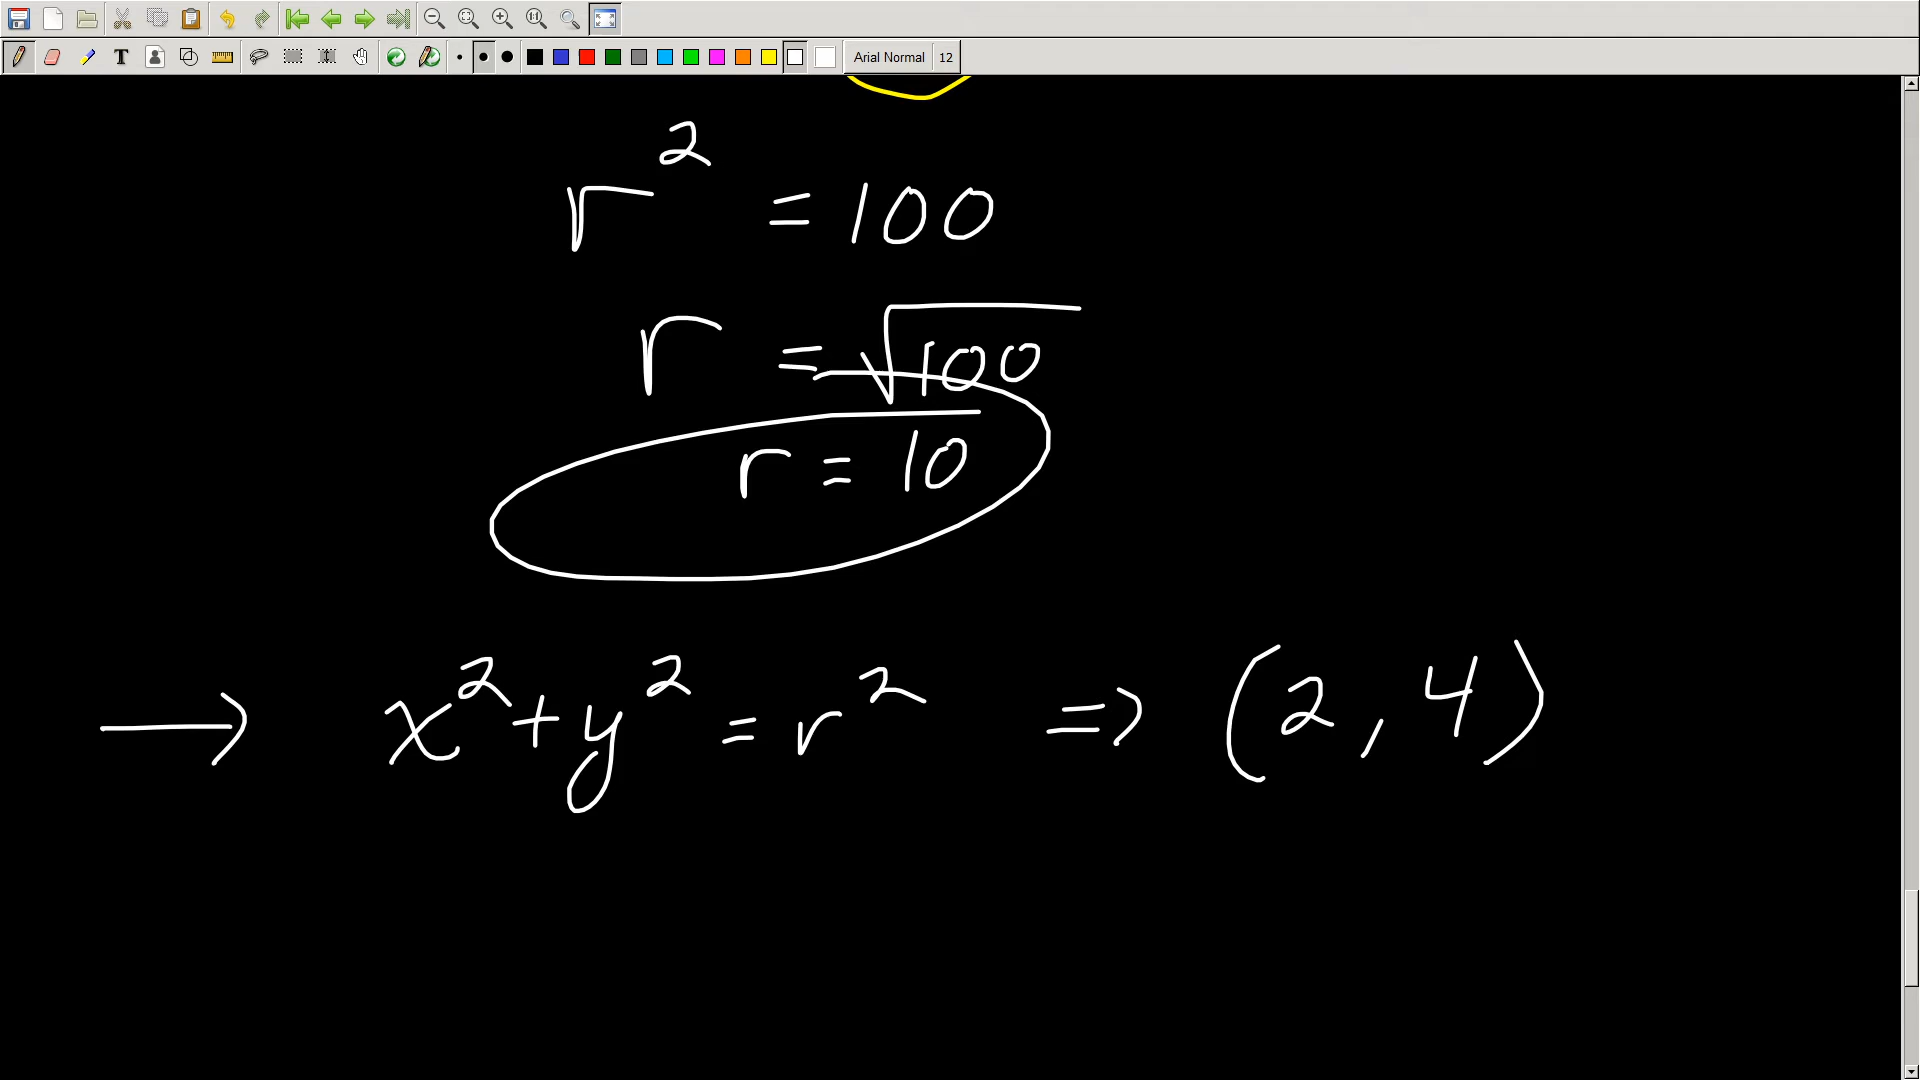 T Arial Normal 12
r² = 100
r = √100
r = 10
→ x² + y² = r² ⇒ (2, 4)